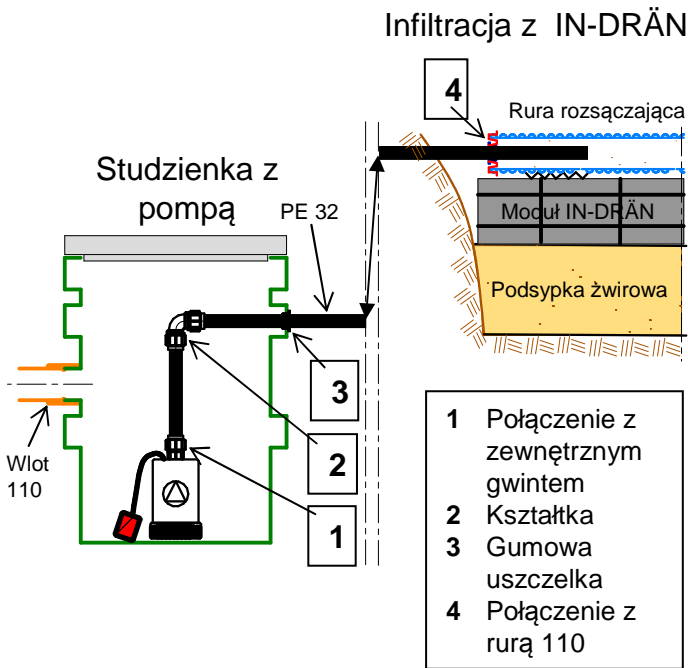 Infiltracja z IN-DRÄN
4
Rura rozsączająca
Studzienka z
pompą
PE 32
Moduł IN-DRÄN
Podsypka żwirowa
3
2
1
Wlot
110
1 Połączenie z
zewnętrznym
gwintem
2 Kształtka
3 Gumowa
uszczelka
4 Połączenie z
rurą 110